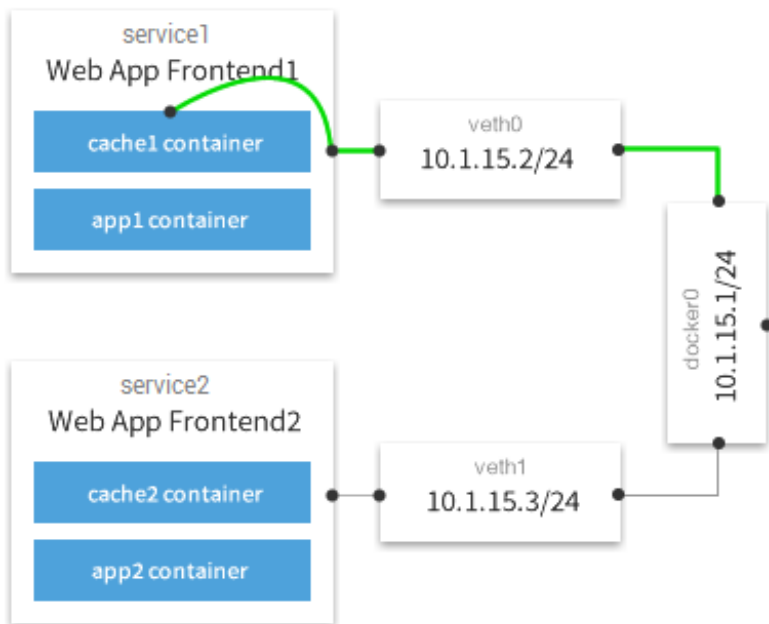 service1
Web App Frontend1
cache1 container
app1 container
veth0
10.1.15.2/24
docker0
10.1.15.1/24
service2
Web App Frontend2
cache2 container
app2 container
veth1
10.1.15.3/24